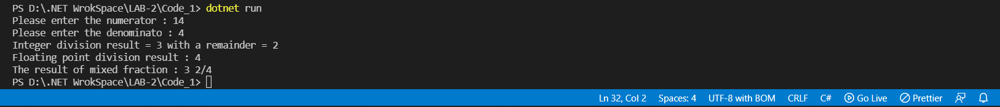 PS D:\.NET WrokSpace\LAB-2\Code_1> dotnet run
Please enter the numerator : 14
Please enter the denominato : 4
Integer division result = 3 with a remainder = 2
Floating point division result : 4
The result of mixed fraction : 3 2/4
PS D:\.NET WrokSpace\LAB-2\Code_1>
Ln 32, Col 2 Spaces: 4 UTF-8 with BOM CRLF C# Go Live Prettier